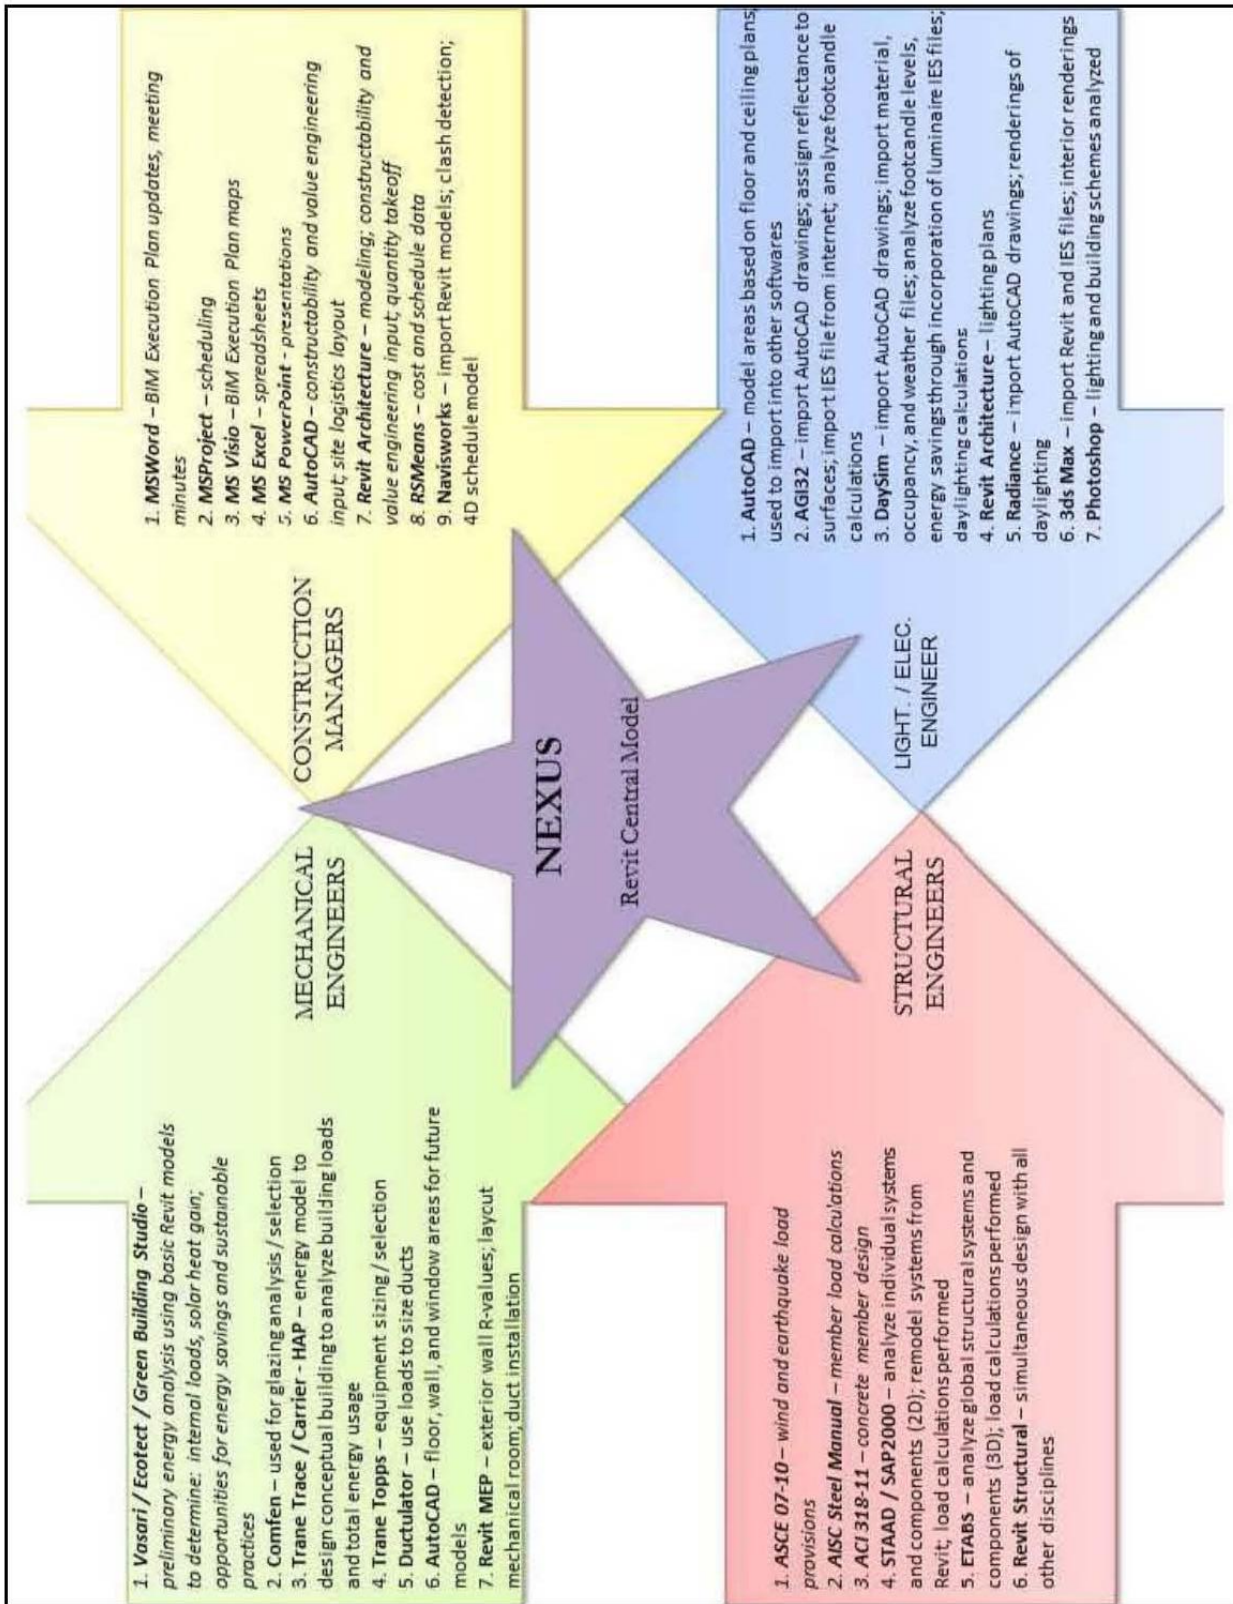 1. Vasari / Ecotect / Green Building Studio –
preliminary energy analysis using basic Revit models
to determine: internal loads, solar heat gain;
opportunities for energy savings and sustainable
practices
2. Comfen – used for glazing analysis / selection
3. Trane Trace / Carrier - HAP – energy model to
design conceptual building to analyze building loads
and total energy usage
4. Trane Topps – equipment sizing / selection
5. Ductulator – use loads to size ducts
6. AutoCAD – floor, wall, and window areas for future
models
7. Revit MEP – exterior wall R-values; layout
mechanical room; duct installation
MECHANICAL
ENGINEERS
CONSTRUCTION
MANAGERS
1. MSWord – BIM Execution Plan updates, meeting
minutes
2. MSProject – scheduling
3. MS Visio – BIM Execution Plan maps
4. MS Excel – spreadsheets
5. MS PowerPoint - presentations
6. AutoCAD – constructability and value engineering
input; site logistics layout
7. Revit Architecture – modeling; constructability and
value engineering input; quantity takeoff
8. RSMeans – cost and schedule data
9. Navisworks – import Revit models; clash detection;
4D schedule model
NEXUS
Revit Central Model
1. ASCE 07-10 – wind and earthquake load
provisions
2. AISC Steel Manual – member load calculations
3. ACI 318-11 – concrete member design
4. STAAD / SAP2000 – analyze individual systems
and components (2D); remodel systems from
Revit; load calculations performed
5. ETABS – analyze global structural systems and
components (3D); load calculations performed
6. Revit Structural – simultaneous design with all
other disciplines
STRUCTURAL
ENGINEERS
LIGHT. / ELEC.
ENGINEER
1. AutoCAD – model areas based on floor and ceiling plans;
used to import into other softwares
2. AGI32 – import AutoCAD drawings; assign reflectance to
surfaces; import IES file from internet; analyze footcandle
calculations
3. DaySim – import AutoCAD drawings; import material,
occupancy, and weather files; analyze footcandle levels,
energy savings through incorporation of luminaire IES files;
daylighting calculations
4. Revit Architecture – lighting plans
5. Radiance – import AutoCAD drawings; renderings of
daylighting
6. 3ds Max – import Revit and IES files; interior renderings
7. Photoshop – lighting and building schemes analyzed